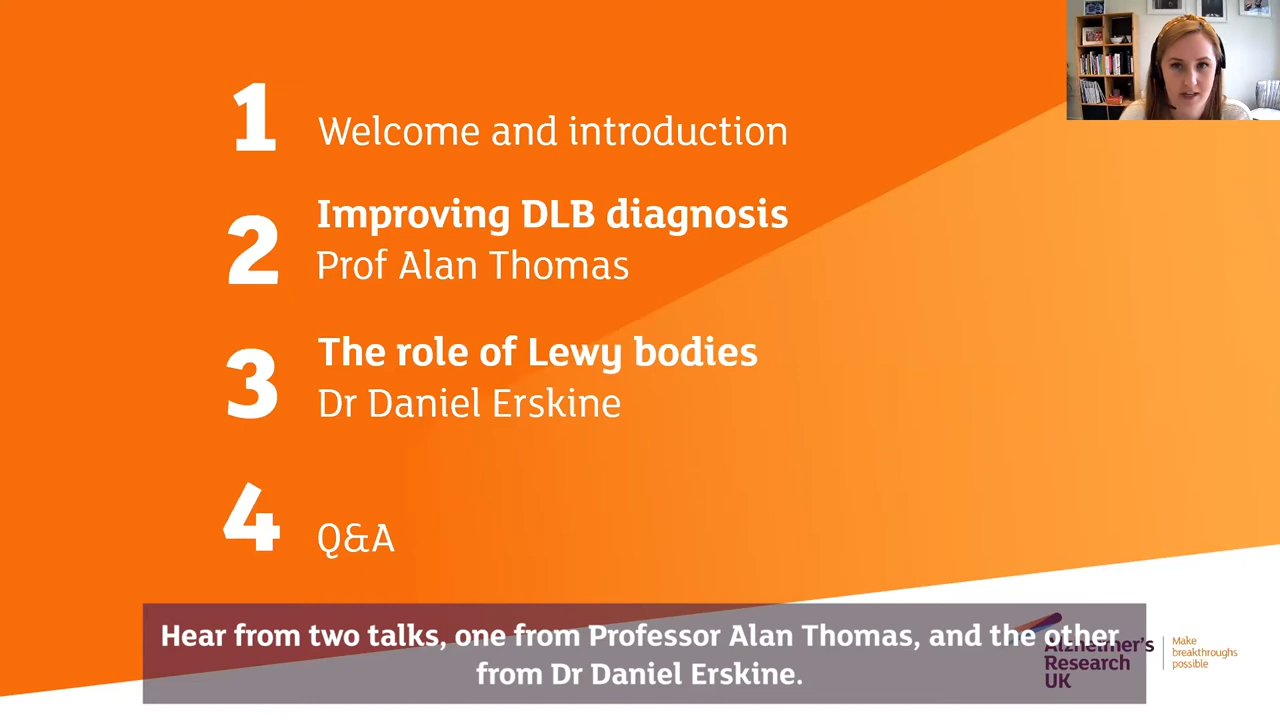 1
Welcome and introduction
2
Improving DLB diagnosis
Prof Alan Thomas
3
The role of Lewy bodies
Dr Daniel Erskine
4
Q&A
Hear from two talks, one from Professor Alan Thomas, and the other
from Dr Daniel Erskine.
Alzheimer's
Research
UK
Make
breakthroughs
possible